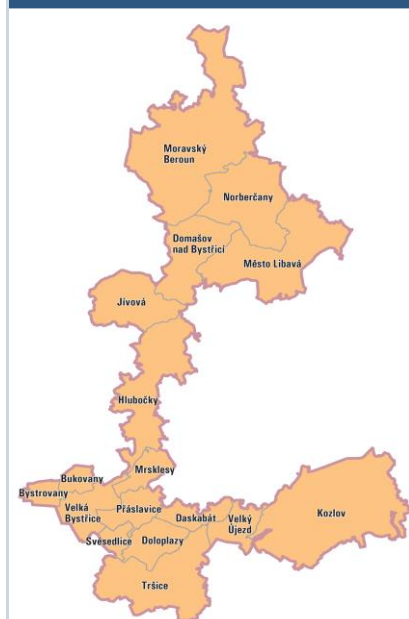 Moravský
Beroun
Norberčany
Domašov
nad Bystřicí
Město Libavá
Jívová
Hlubočky
Mrsklesy
Bukovany
Bystrovany
Velká
Bystřice
Přáslavice
Daskabát
Velký
Újezd
Kozlov
Svésedlice
Doloplazy
Tršice